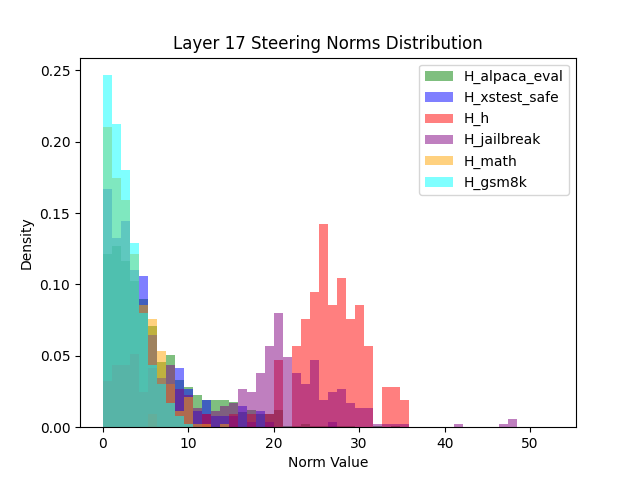 Layer 17 Steering Norms Distribution
0.25
0.20
0.15
0.10
0.05
0.00
Density
H_alpaca_eval
H_xstest_safe
H_h
H_jailbreak
H_math
H_gsm8k
0 10 20 30 40 50
Norm Value